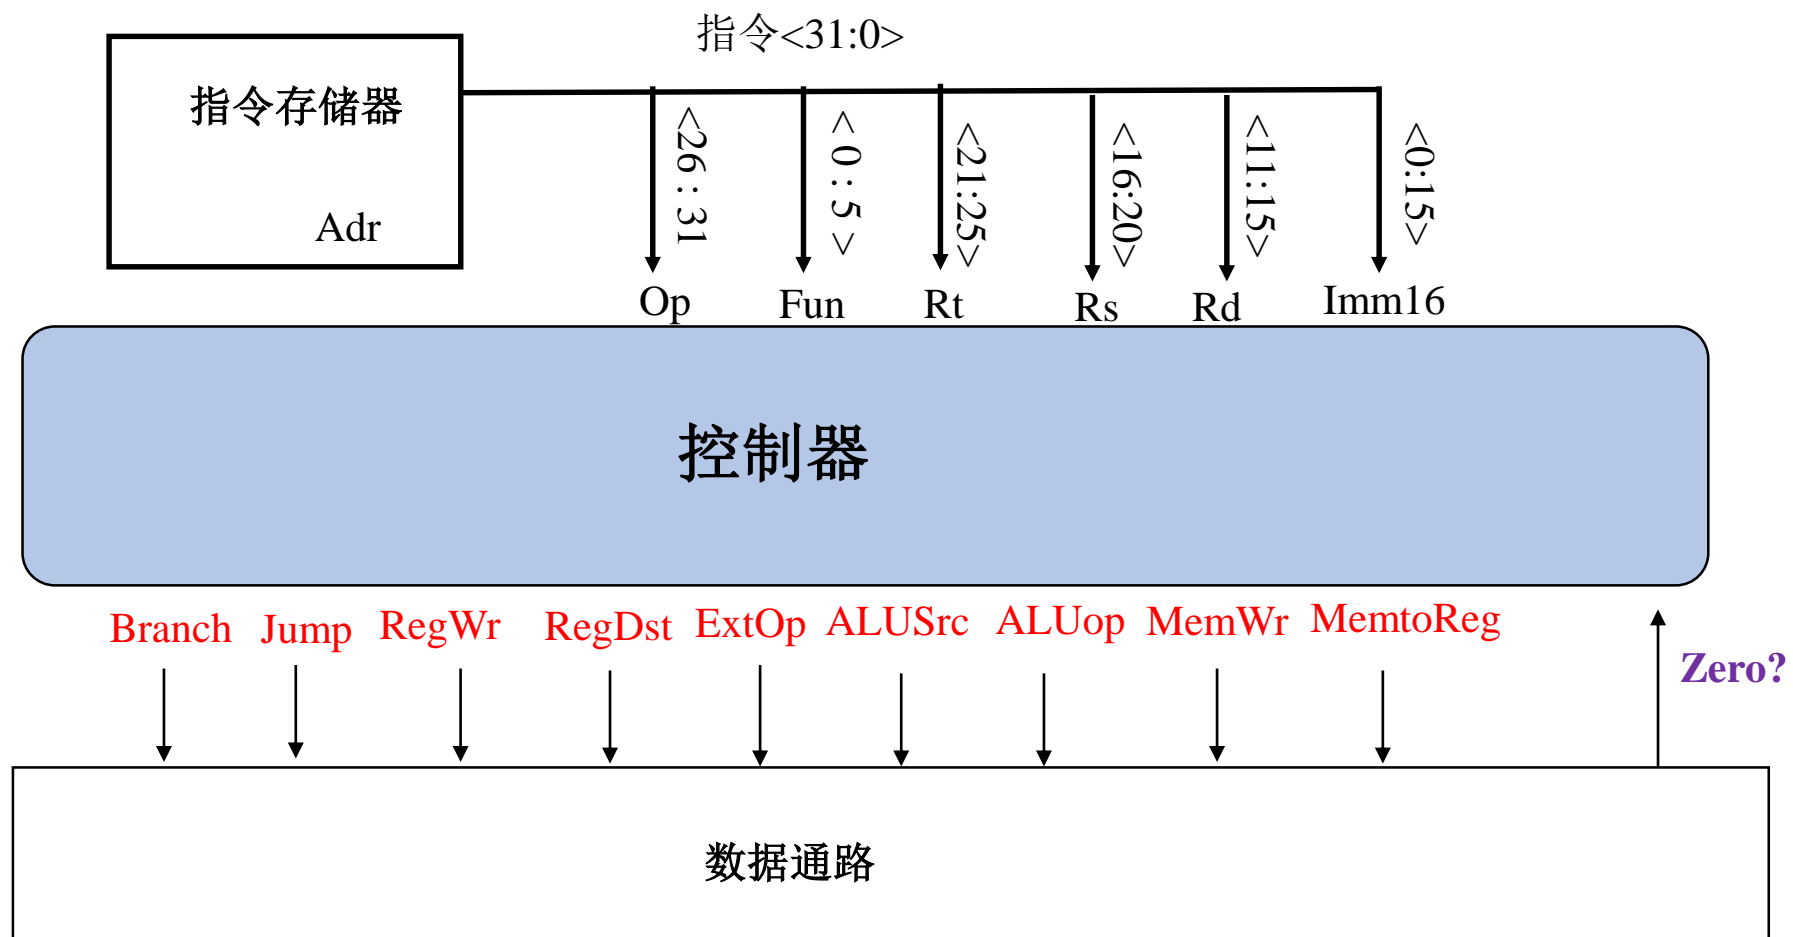 指令<31:0>
指令存储器
Adr
<26 : 31
< 0 : 5 >
<21:25>
<16:20>
<11:15>
<0:15>
Op
Fun
Rt
Rs
Rd
Imm16
控制器
Branch
Jump
RegWr
RegDst
ExtOp
ALUSrc
ALUop
MemWr
MemtoReg
Zero?
数据通路